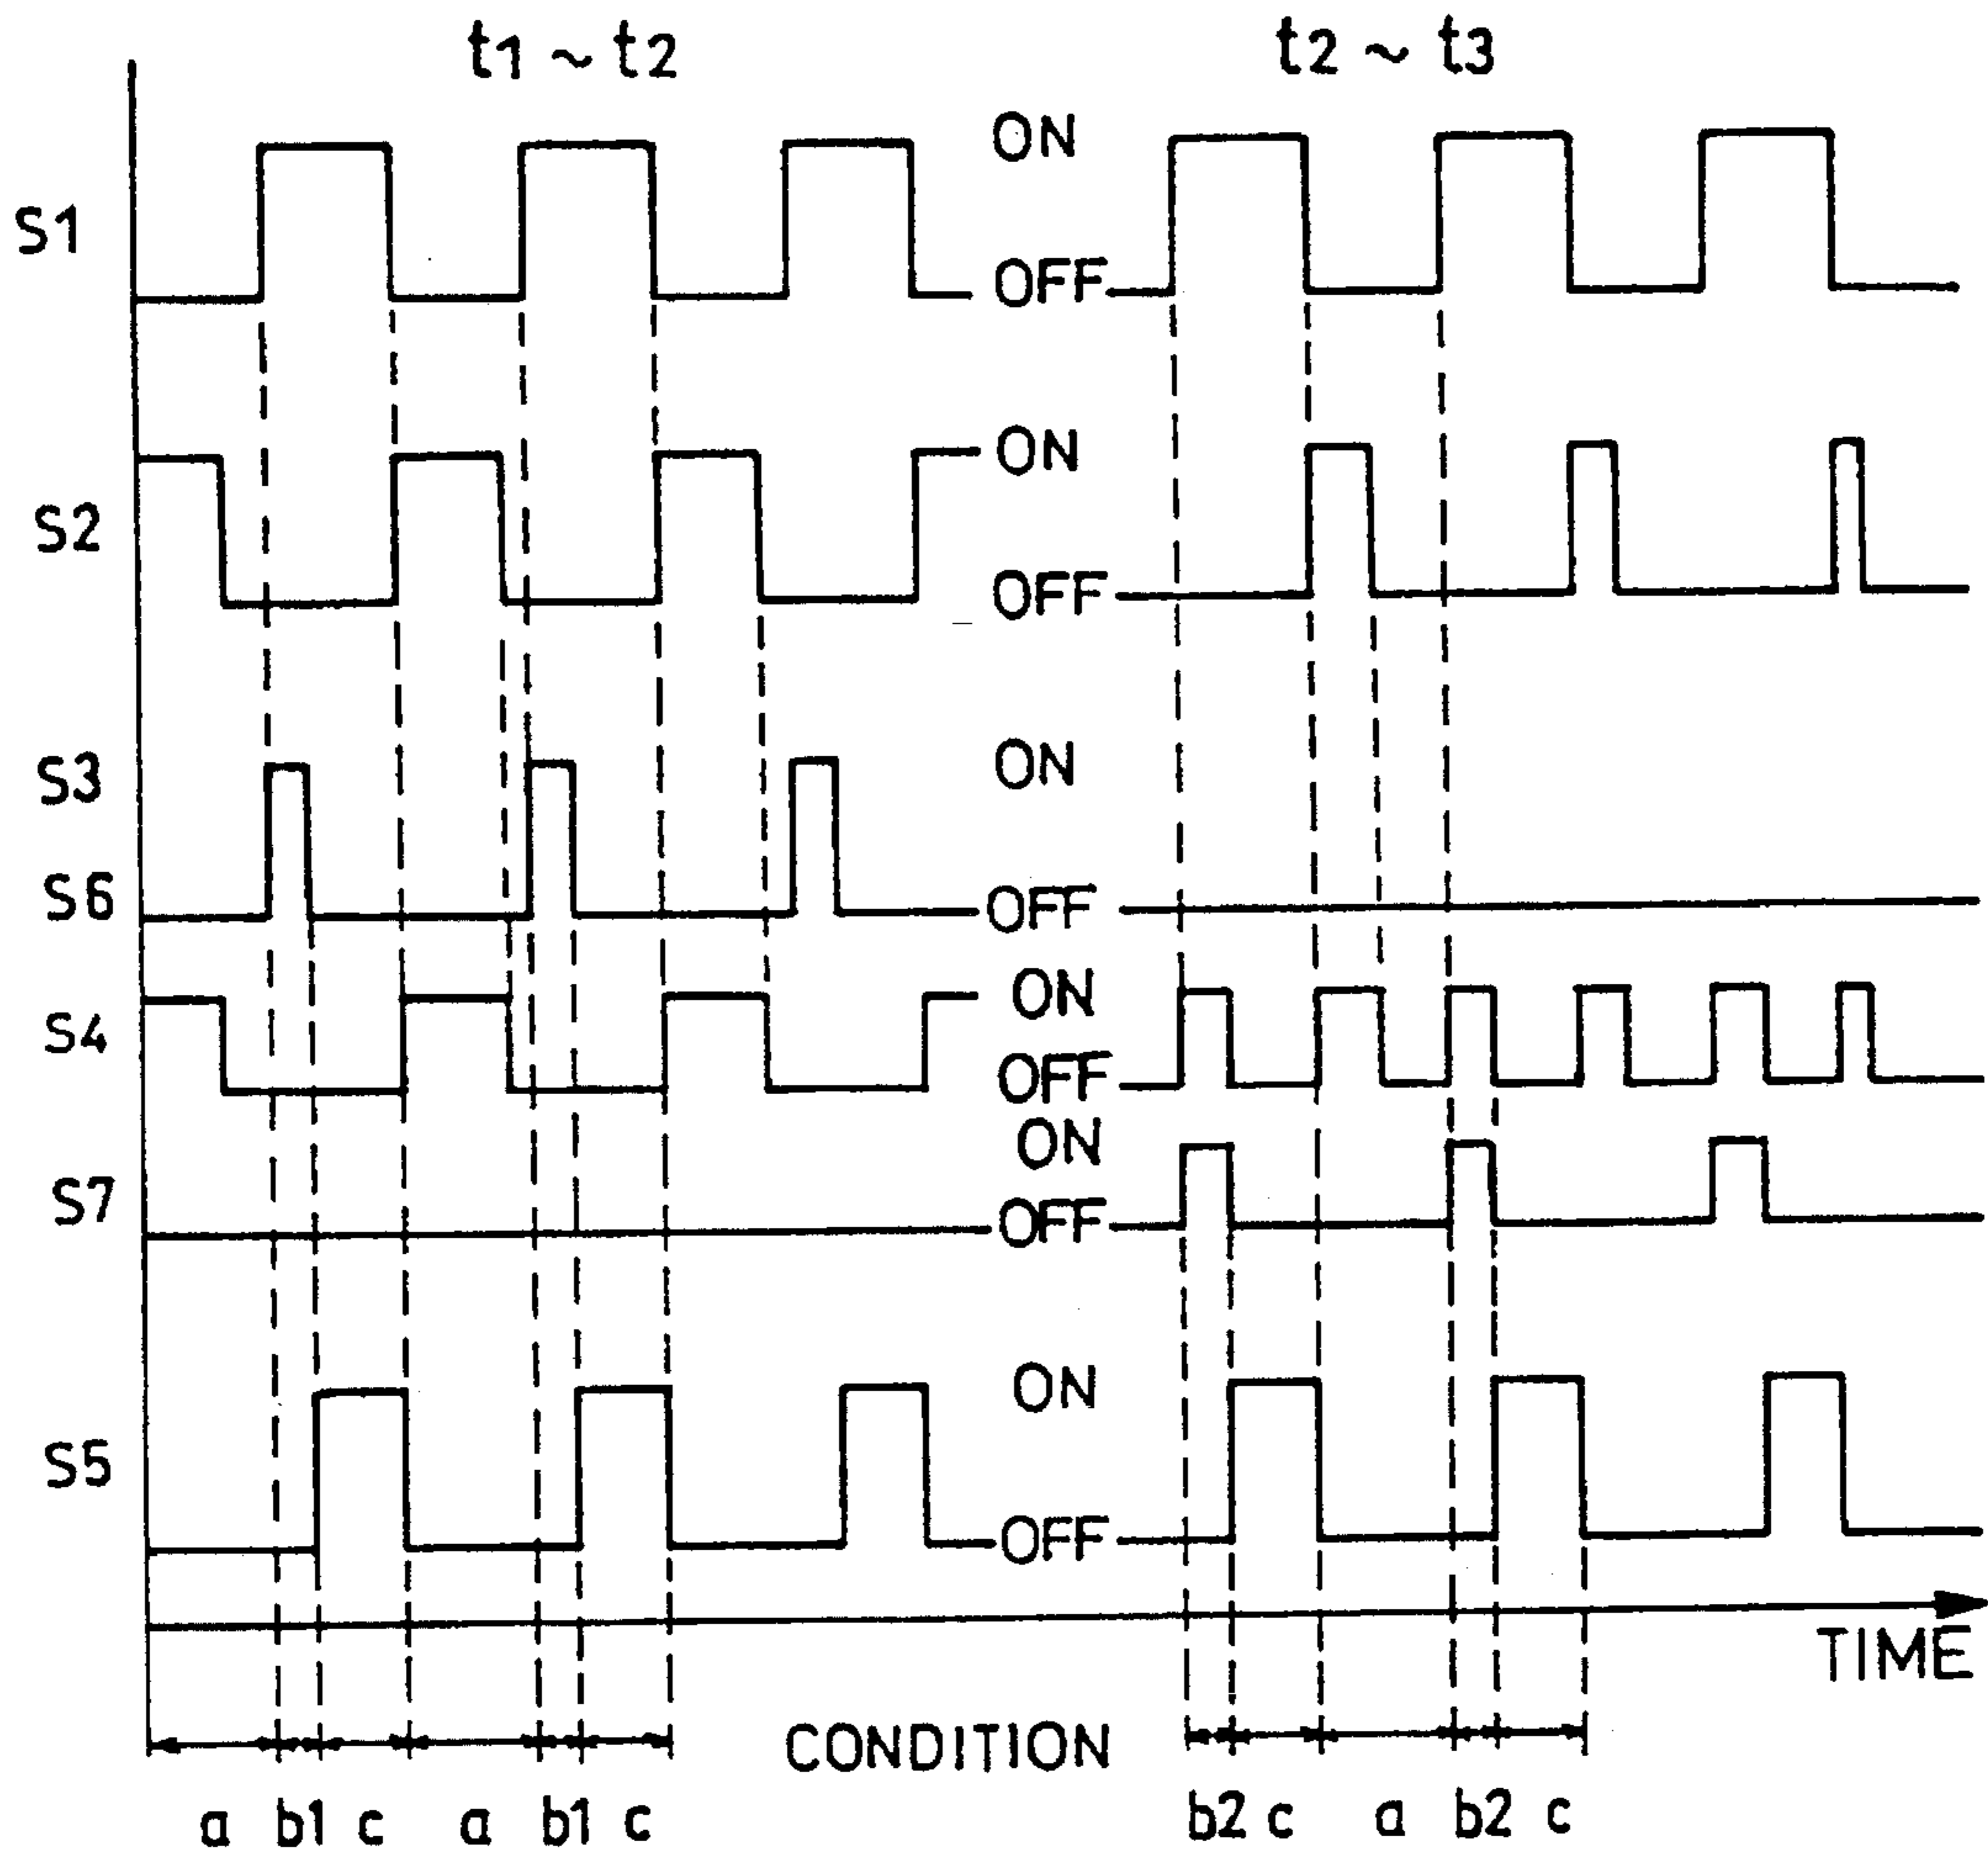 t1 ~ t2
t2 ~ t3
S1
ON
OFF
S2
ON
OFF
S3
ON
S6
OFF
S4
ON
OFF
S7
ON
OFF
S5
ON
OFF
TIME
CONDITION
a b1 c a b1 c
b2 c a b2 c